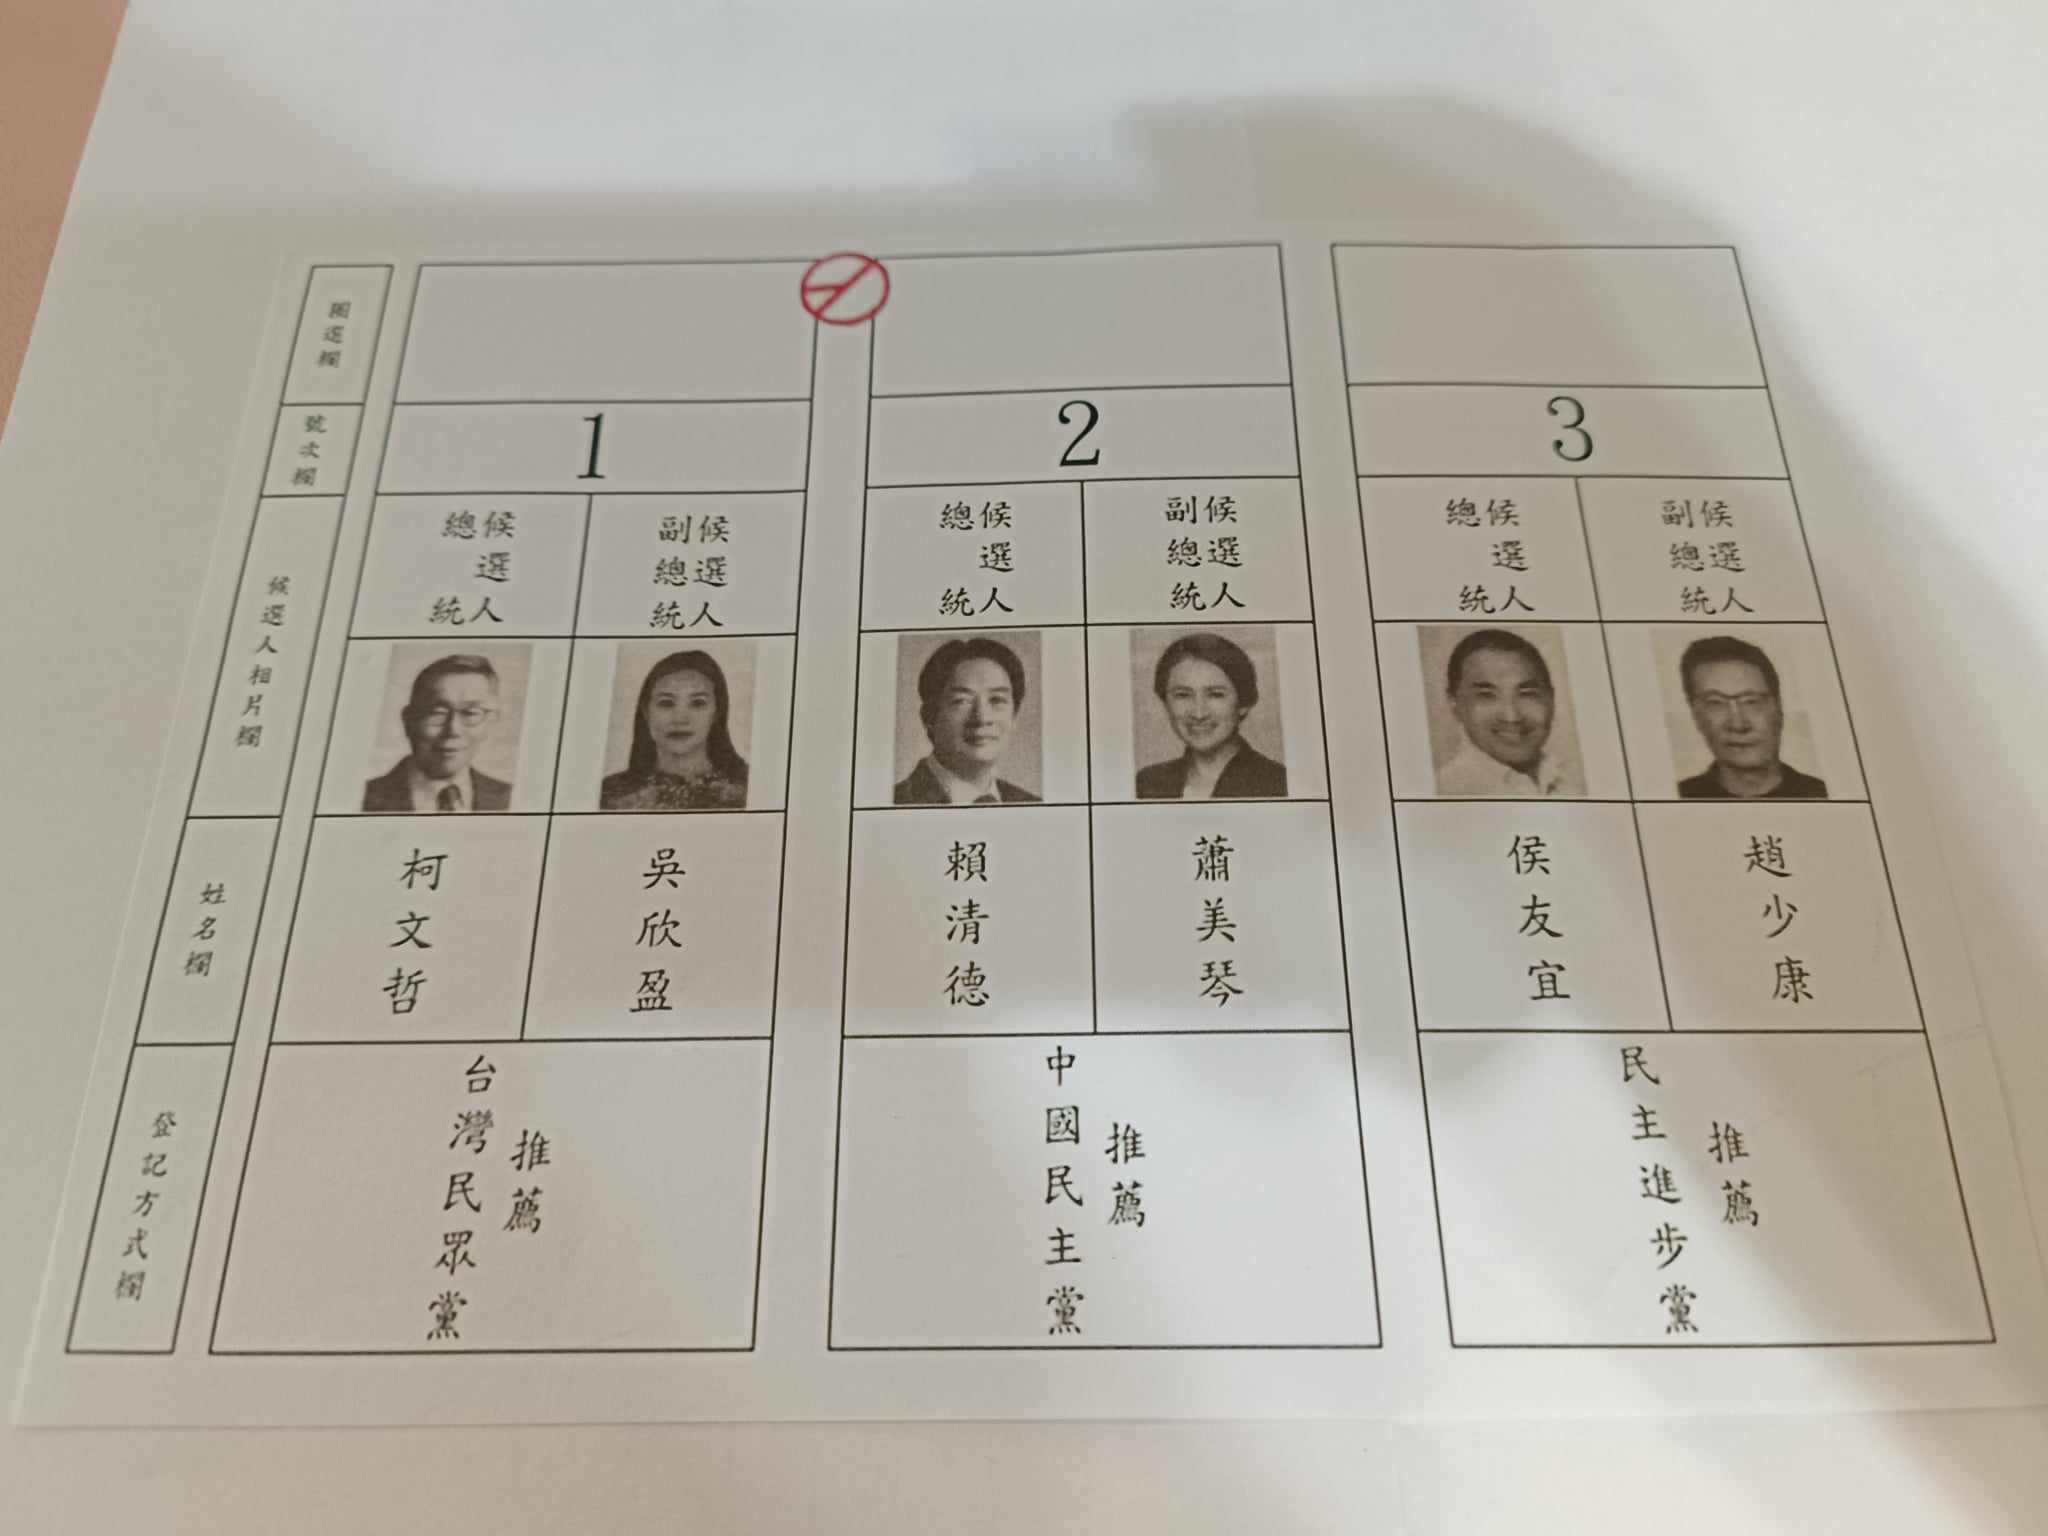 圈選欄
號次欄
候選人相片欄
姓名欄
登記方式欄
1
總統候選人
副總統候選人
柯文哲
吳欣盈
台灣民眾黨
推薦
2
總統候選人
副總統候選人
賴清德
蕭美琴
中國民主黨
推薦
3
總統候選人
副總統候選人
侯友宜
趙少康
民主進步黨
推薦